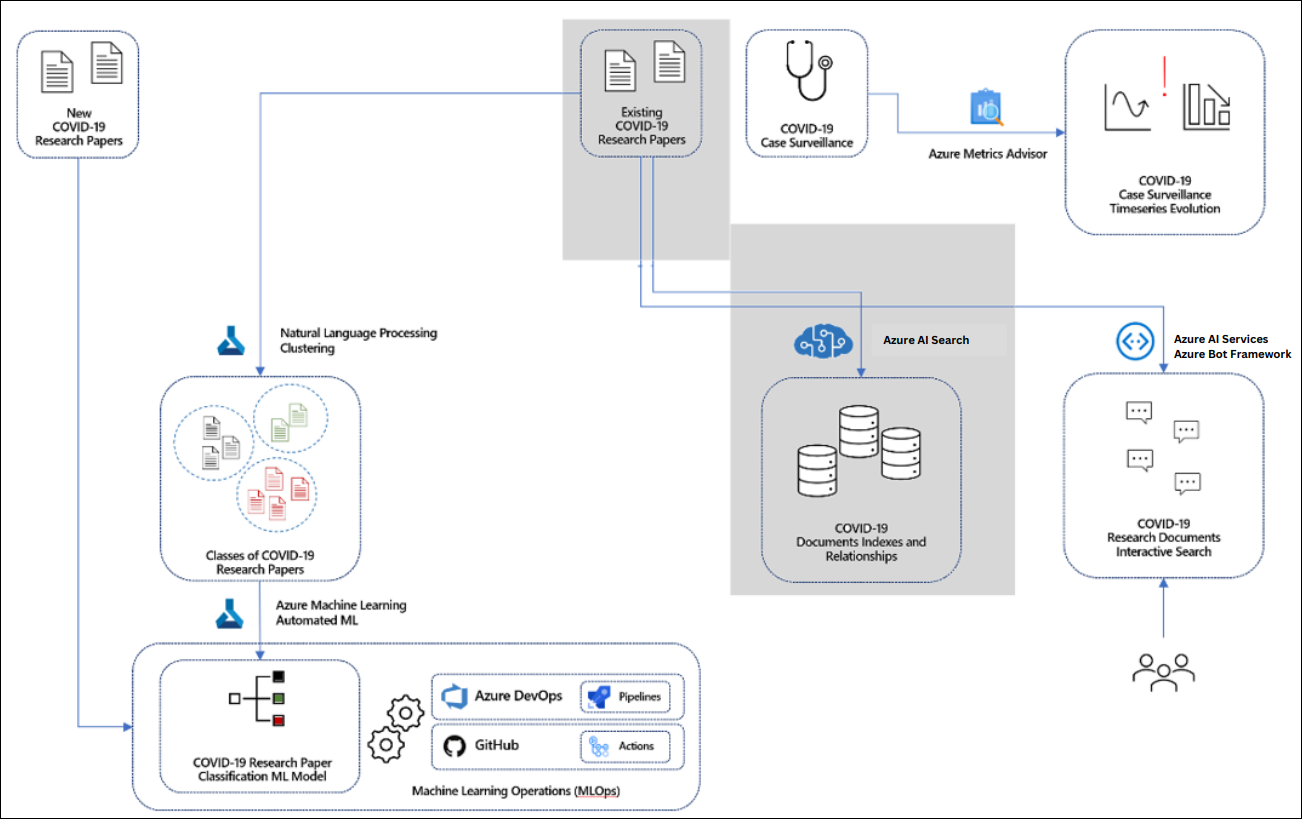 New
COVID-19
Research Papers
Existing
COVID-19
Research Papers
COVID-19
Case Surveillance
Azure Metrics Advisor
COVID-19
Case Surveillance
Timeseries Evolution
Natural Language Processing
Clustering
Azure AI Search
Azure AI Services
Azure Bot Framework
Classes of COVID-19
Research Papers
COVID-19
Documents Indexes and
Relationships
COVID-19
Research Documents
Interactive Search
Azure Machine Learning
Automated ML
COVID-19 Research Paper
Classification ML Model
Azure DevOps
Pipelines
GitHub
Actions
Machine Learning Operations (MLOps)